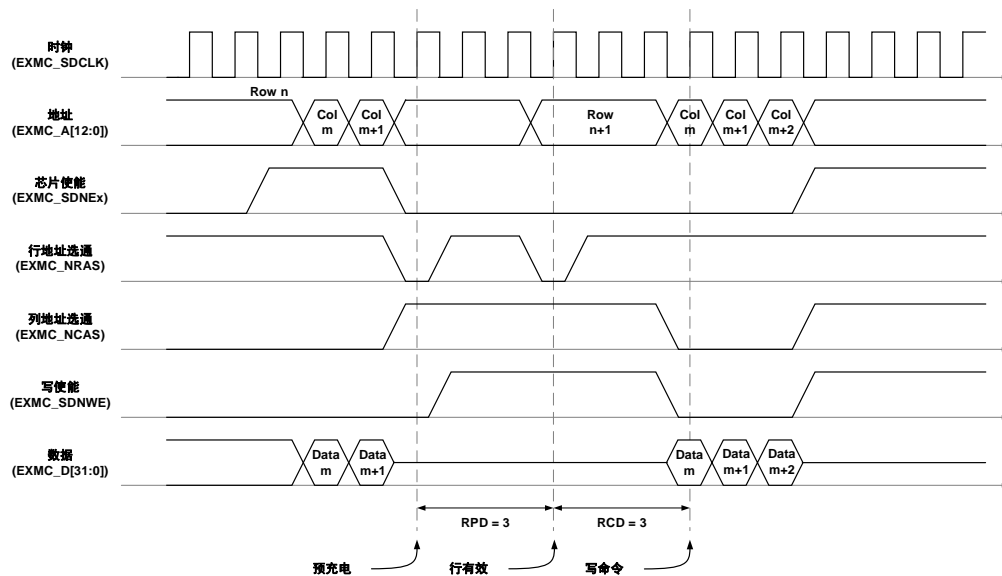 时钟
(EXMC_SDCLK)
Row n
地址
(EXMC_A[12:0])
Col
m
Col
m+1
Row
n+1
Col
m
Col
m+1
Col
m+2
芯片使能
(EXMC_SDNEx)
行地址选通
(EXMC_NRAS)
列地址选通
(EXMC_NCAS)
写使能
(EXMC_SDNWE)
数据
(EXMC_D[31:0])
Data
m
Data
m+1
Data
m
Data
m+1
Data
m+2
RPD = 3
RCD = 3
预充电
行有效
写命令